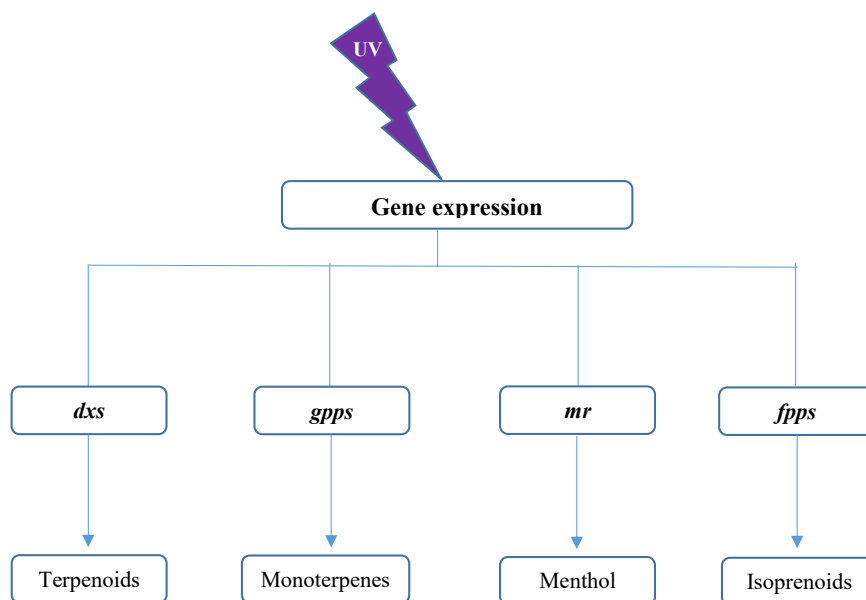 UV
Gene expression
dxs
gpps
mr
fpps
Terpenoids
Monoterpenes
Menthol
Isoprenoids